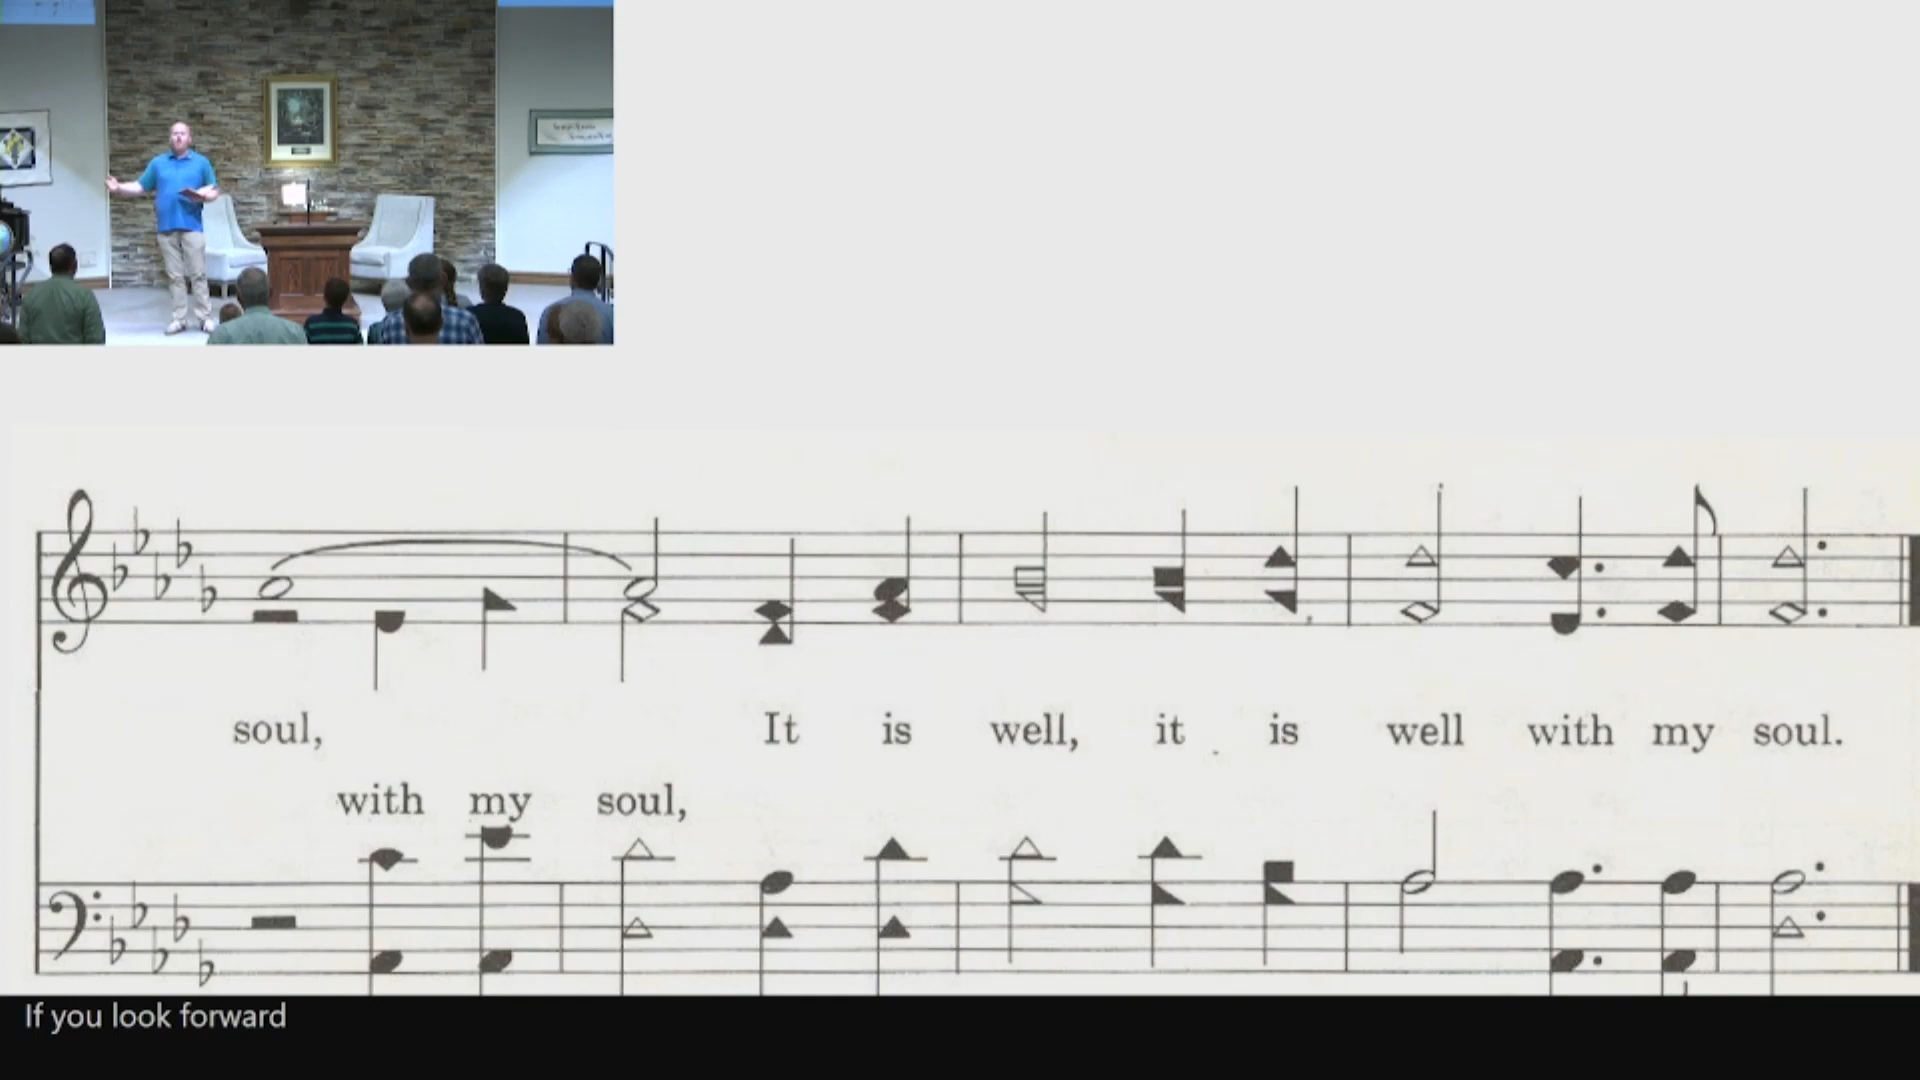 soul, It is well, it is well with my soul.
with my soul,
If you look forward